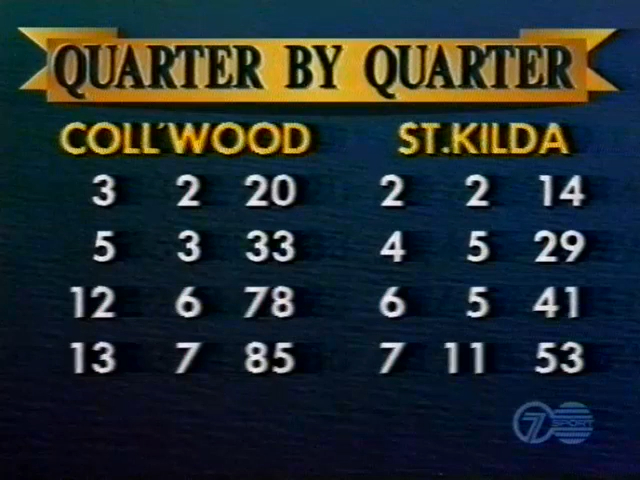 QUARTER BY QUARTER
COLL'WOOD ST.KILDA
3 2 20 2 2 14
5 3 33 4 5 29
12 6 78 6 5 41
13 7 85 7 11 53
7 SPORT